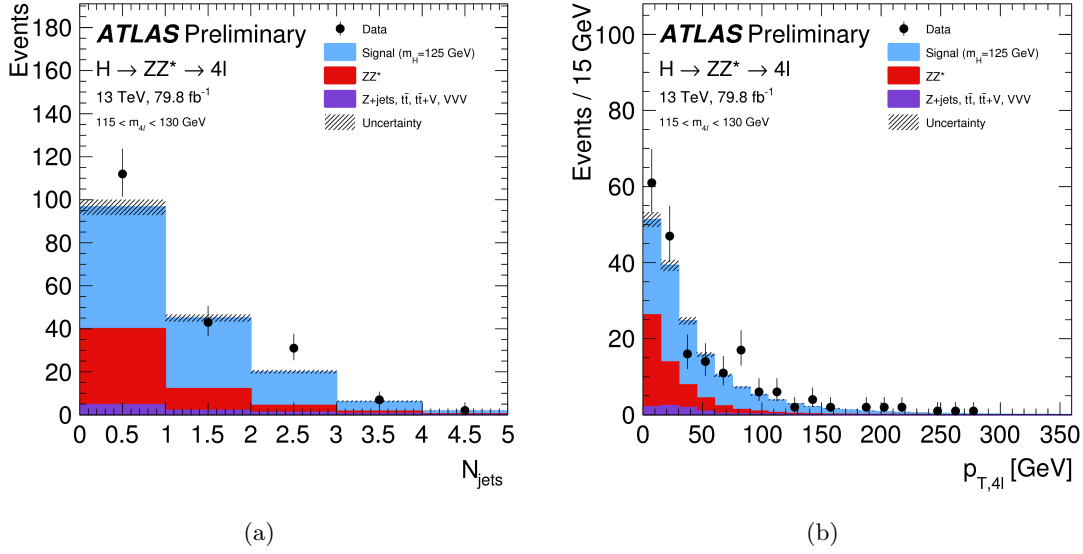 Events
180
160
140
120
100
80
60
40
20
0
ATLAS Preliminary
H → ZZ* → 4l
13 TeV, 79.8 fb⁻¹
115 < m₄ₗ < 130 GeV
Data
Signal (m_H=125 GeV)
ZZ*
Z+jets, tt̄, tt̄+V, VVV
Uncertainty
0 0.5 1 1.5 2 2.5 3 3.5 4 4.5 5
N_jets
(a)
Events / 15 GeV
100
80
60
40
20
0
ATLAS Preliminary
H → ZZ* → 4l
13 TeV, 79.8 fb⁻¹
115 < m₄ₗ < 130 GeV
Data
Signal (m_H=125 GeV)
ZZ*
Z+jets, tt̄, tt̄+V, VVV
Uncertainty
0 50 100 150 200 250 300 350
p_T,4l [GeV]
(b)